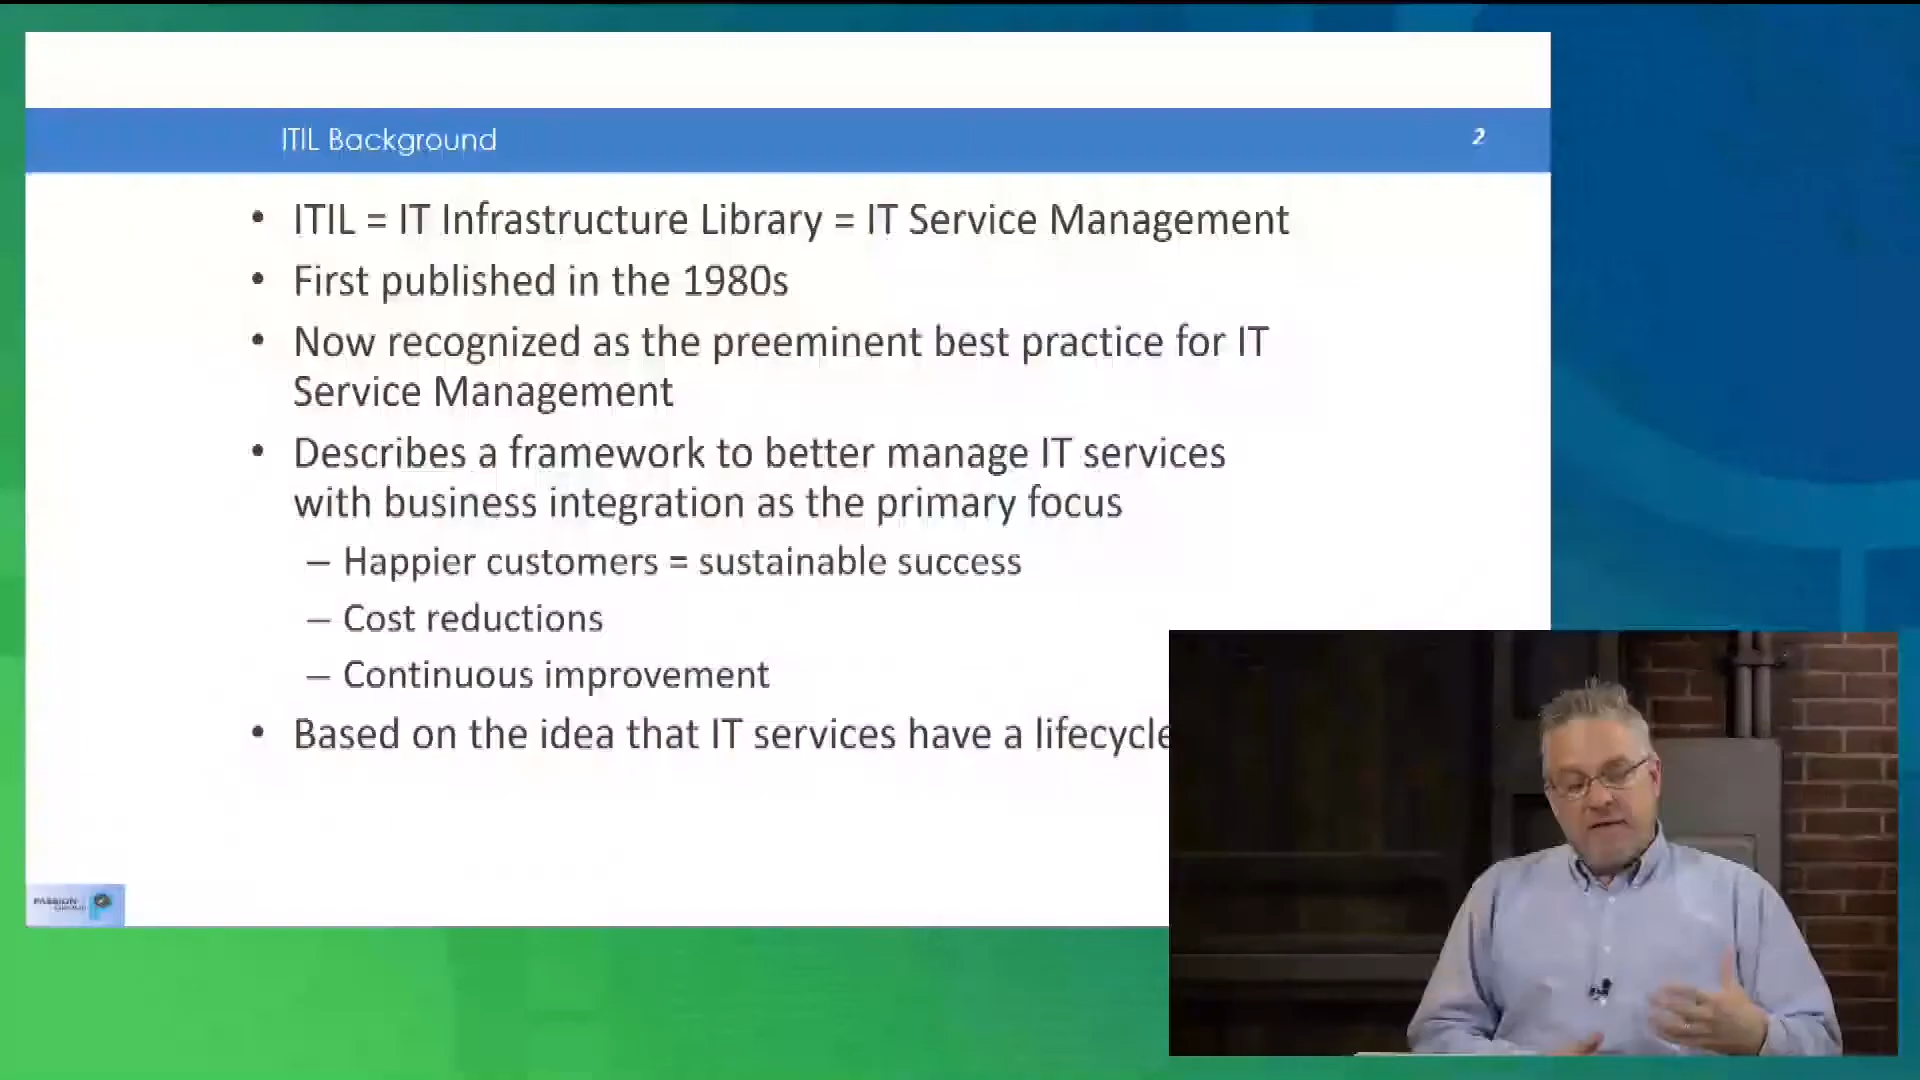 ITIL Background
2
• ITIL = IT Infrastructure Library = IT Service Management
• First published in the 1980s
• Now recognized as the preeminent best practice for IT
Service Management
• Describes a framework to better manage IT services
with business integration as the primary focus
– Happier customers = sustainable success
– Cost reductions
– Continuous improvement
• Based on the idea that IT services have a lifecycle
PASSION